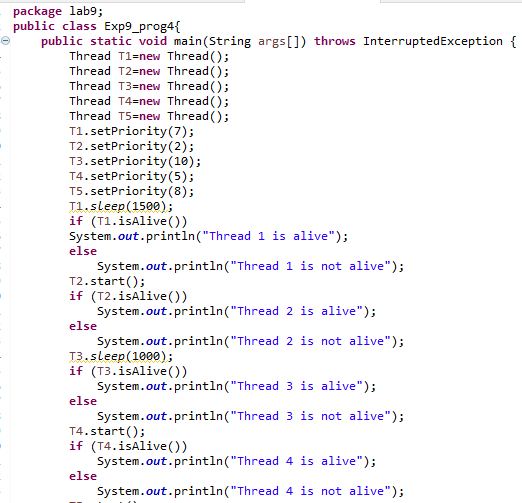 package lab9;
public class Exp9_prog4{
    public static void main(String args[]) throws InterruptedException {
        Thread T1=new Thread();
        Thread T2=new Thread();
        Thread T3=new Thread();
        Thread T4=new Thread();
        Thread T5=new Thread();
        T1.setPriority(7);
        T2.setPriority(2);
        T3.setPriority(10);
        T4.setPriority(5);
        T5.setPriority(8);
        T1.sleep(1500);
        if (T1.isAlive())
        System.out.println("Thread 1 is alive");
        else
            System.out.println("Thread 1 is not alive");
        T2.start();
        if (T2.isAlive())
            System.out.println("Thread 2 is alive");
        else
            System.out.println("Thread 2 is not alive");
        T3.sleep(1000);
        if (T3.isAlive())
            System.out.println("Thread 3 is alive");
        else
            System.out.println("Thread 3 is not alive");
        T4.start();
        if (T4.isAlive())
            System.out.println("Thread 4 is alive");
        else
            System.out.println("Thread 4 is not alive");